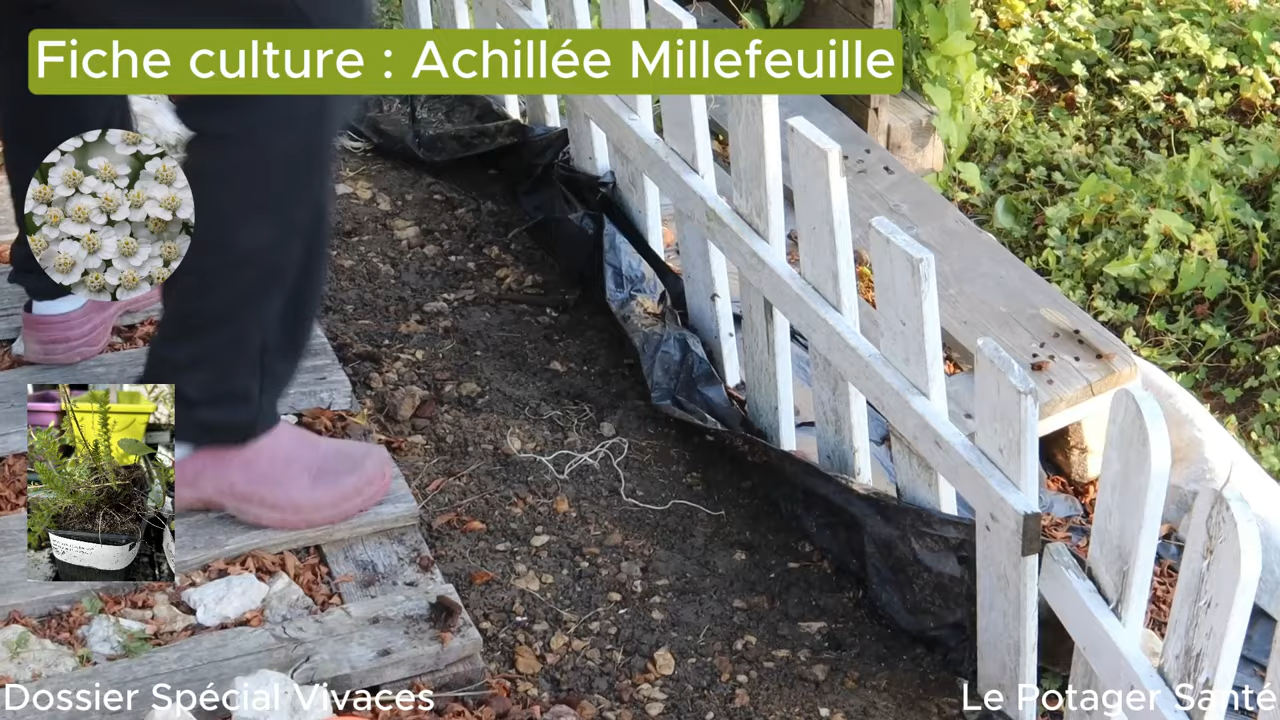 Fiche culture : Achillée Millefeuille
Dossier Spécial Vivaces
Le Potager Santé